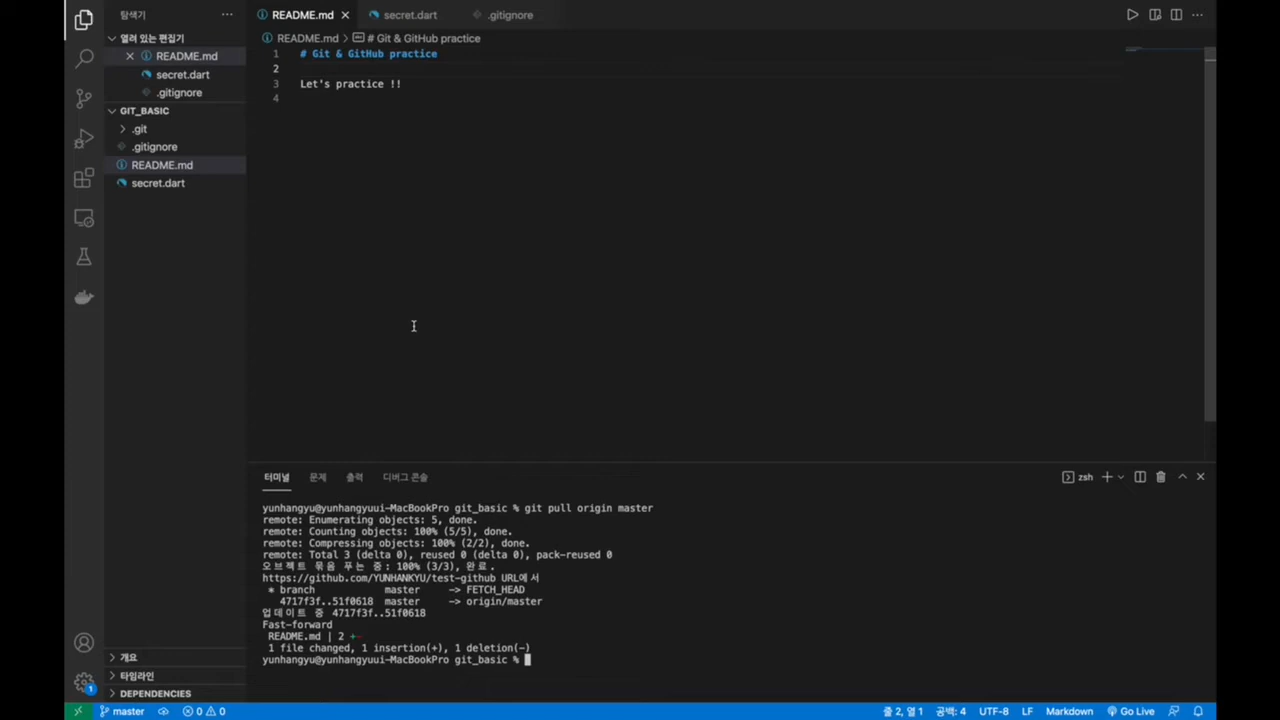 탐색기
열려 있는 편집기
README.md
secret.dart
.gitignore
GIT_BASIC
.git
.gitignore
README.md
secret.dart
개요
타임라인
DEPENDENCIES
README.md secret.dart .gitignore
README.md > # Git & GitHub practice
1 # Git & GitHub practice
2
3 Let's practice !!
4
터미널 문제 출력 디버그 콘솔
zsh
yunhangyu@yunhangyuui-MacBookPro git_basic % git pull origin master
remote: Enumerating objects: 5, done.
remote: Counting objects: 100% (5/5), done.
remote: Compressing objects: 100% (2/2), done.
remote: Total 3 (delta 0), reused 0 (delta 0), pack-reused 0
오브젝트 묶음 푸는 중: 100% (3/3), 완료.
https://github.com/YUNHANKYU/test-github URL에서
* branch master -> FETCH_HEAD
4717f3f..51f0618 master -> origin/master
업데이트 중 4717f3f..51f0618
Fast-forward
README.md | 2 +-
1 file changed, 1 insertion(+), 1 deletion(-)
yunhangyu@yunhangyuui-MacBookPro git_basic %
1
master 0 0 줄 2, 열 1 공백: 4 UTF-8 LF Markdown Go Live